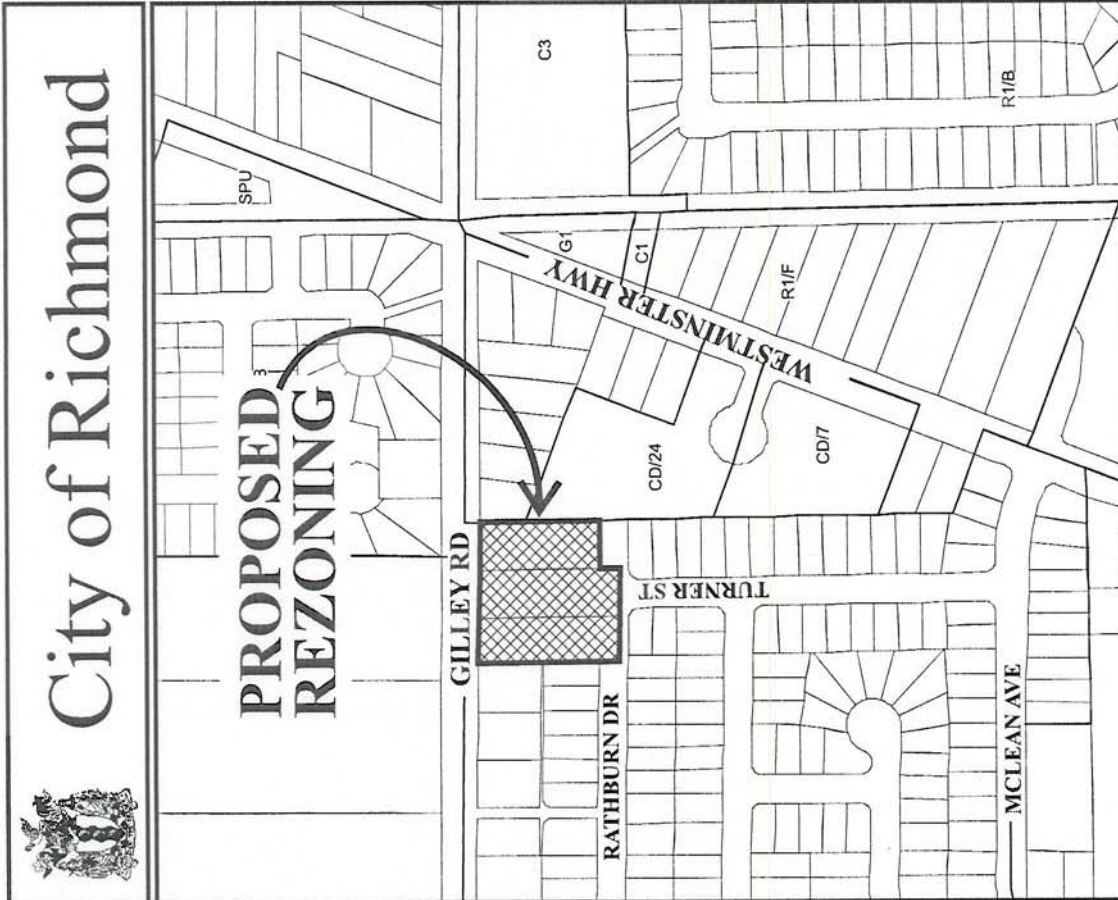 City of Richmond
PROPOSED
REZONING
SPU
C3
R1/B
3
G1
C1
R1/F
WESTMINSTER HWY
CD/24
CD/7
GILLEY RD
TURNER ST
RATHBURN DR
MCLEAN AVE